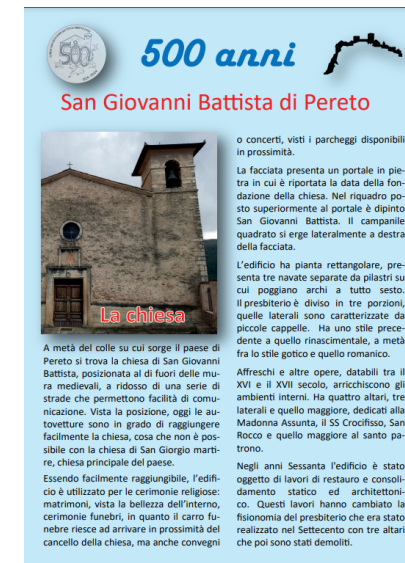 500 anni
San Giovanni Battista di Pereto
La chiesa
A metà del colle su cui sorge il paese di
Pereto si trova la chiesa di San Giovanni
Battista, posizionata al di fuori delle mu-
ra medievali, a ridosso di una serie di
strade che permettono facilità di comu-
nicazione. Vista la posizione, oggi le au-
tovetture sono in grado di raggiungere
facilmente la chiesa, cosa che non è pos-
sibile con la chiesa di San Giorgio marti-
re, chiesa principale del paese.
Essendo facilmente raggiungibile, l'edifi-
cio è utilizzato per le cerimonie religiose:
matrimoni, vista la bellezza dell'interno,
cerimonie funebri, in quanto il carro fu-
nebre riesce ad arrivare in prossimità del
cancello della chiesa, ma anche convegni
o concerti, visti i parcheggi disponibili
in prossimità.
La facciata presenta un portale in pie-
tra in cui è riportata la data della fon-
dazione della chiesa. Nel riquadro po-
sto superiormente al portale è dipinto
San Giovanni Battista. Il campanile
quadrato si erge lateralmente a destra
della facciata.
L'edificio ha pianta rettangolare, pre-
senta tre navate separate da pilastri su
cui poggiano archi a tutto sesto.
Il presbiterio è diviso in tre porzioni,
quelle laterali sono caratterizzate da
piccole cappelle. Ha uno stile prece-
dente a quello rinascimentale, a metà
fra lo stile gotico e quello romanico.
Affreschi e altre opere, databili tra il
XVI e il XVII secolo, arricchiscono gli
ambienti interni. Ha quattro altari, tre
laterali e quello maggiore, dedicati alla
Madonna Assunta, il SS Crocifisso, San
Rocco e quello maggiore al santo pa-
trono.
Negli anni Sessanta l'edificio è stato
oggetto di lavori di restauro e consoli-
damento statico ed architettoni-
co. Questi lavori hanno cambiato la
fisionomia del presbiterio che era stato
realizzato nel Settecento con tre altari
che poi sono stati demoliti.